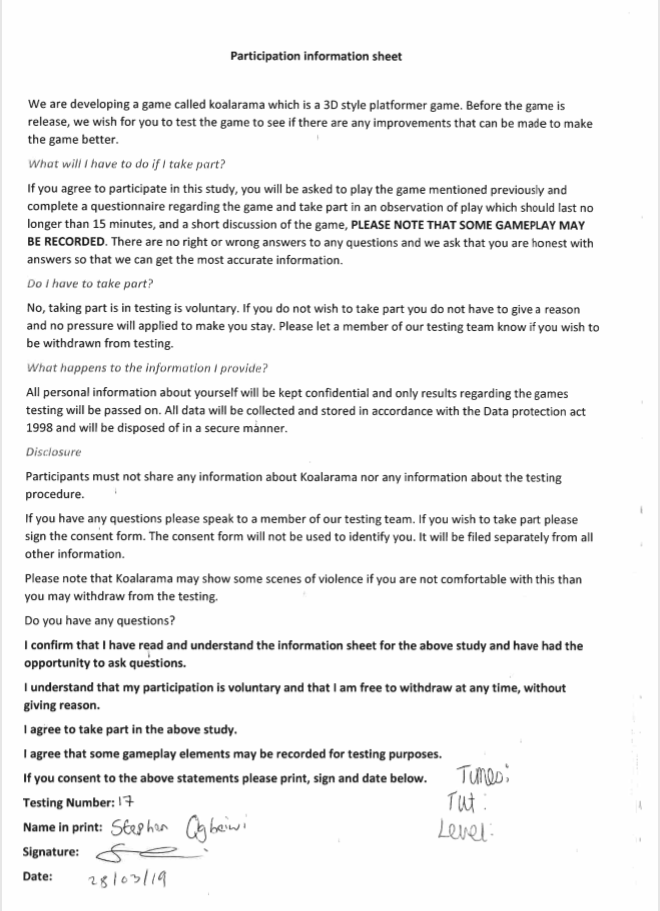 Participation information sheet
We are developing a game called koalarama which is a 3D style platformer game. Before the game is
release, we wish for you to test the game to see if there are any improvements that can be made to make
the game better.
What will I have to do if I take part?
If you agree to participate in this study, you will be asked to play the game mentioned previously and
complete a questionnaire regarding the game and take part in an observation of play which should last no
longer than 15 minutes, and a short discussion of the game, PLEASE NOTE THAT SOME GAMEPLAY MAY
BE RECORDED. There are no right or wrong answers to any questions and we ask that you are honest with
answers so that we can get the most accurate information.
Do I have to take part?
No, taking part is in testing is voluntary. If you do not wish to take part you do not have to give a reason
and no pressure will applied to make you stay. Please let a member of our testing team know if you wish to
be withdrawn from testing.
What happens to the information I provide?
All personal information about yourself will be kept confidential and only results regarding the games
testing will be passed on. All data will be collected and stored in accordance with the Data protection act
1998 and will be disposed of in a secure manner.
Disclosure
Participants must not share any information about Koalarama nor any information about the testing
procedure.
If you have any questions please speak to a member of our testing team. If you wish to take part please
sign the consent form. The consent form will not be used to identify you. It will be filed separately from all
other information.
Please note that Koalarama may show some scenes of violence if you are not comfortable with this than
you may withdraw from the testing.
Do you have any questions?
I confirm that I have read and understand the information sheet for the above study and have had the
opportunity to ask questions.
I understand that my participation is voluntary and that I am free to withdraw at any time, without
giving reason.
I agree to take part in the above study.
I agree that some gameplay elements may be recorded for testing purposes.
If you consent to the above statements please print, sign and date below.
Times:
Testing Number: 17
Tut:
Name in print: Stephen
Level:
Signature:
Date: 28/03/19